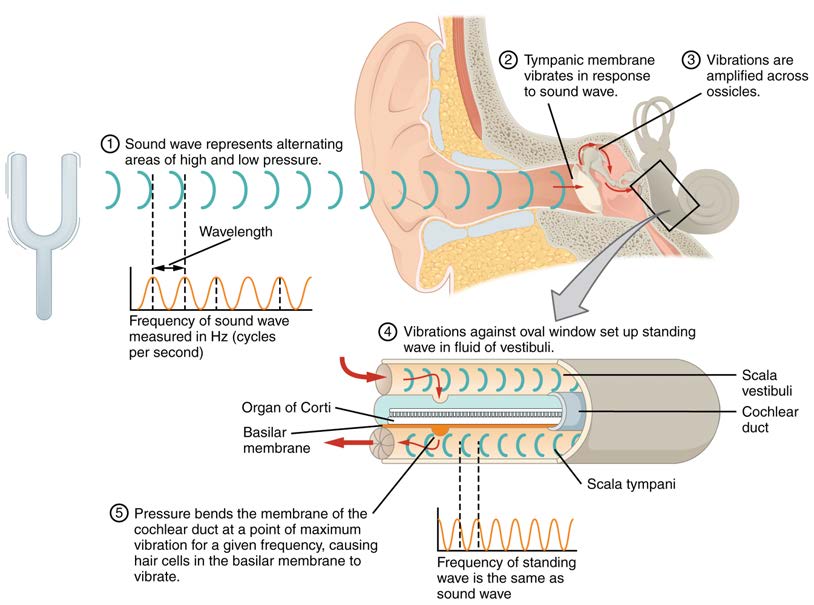 1 Sound wave represents alternating
areas of high and low pressure.
2 Tympanic membrane
vibrates in response
to sound wave.
3 Vibrations are
amplified across
ossicles.
Wavelength
Frequency of sound wave
measured in Hz (cycles
per second)
4 Vibrations against oval window set up standing
wave in fluid of vestibuli.
Scala
vestibuli
Cochlear
duct
Organ of Corti
Basilar
membrane
Scala tympani
5 Pressure bends the membrane of the
cochlear duct at a point of maximum
vibration for a given frequency, causing
hair cells in the basilar membrane to
vibrate.
Frequency of standing
wave is the same as
sound wave